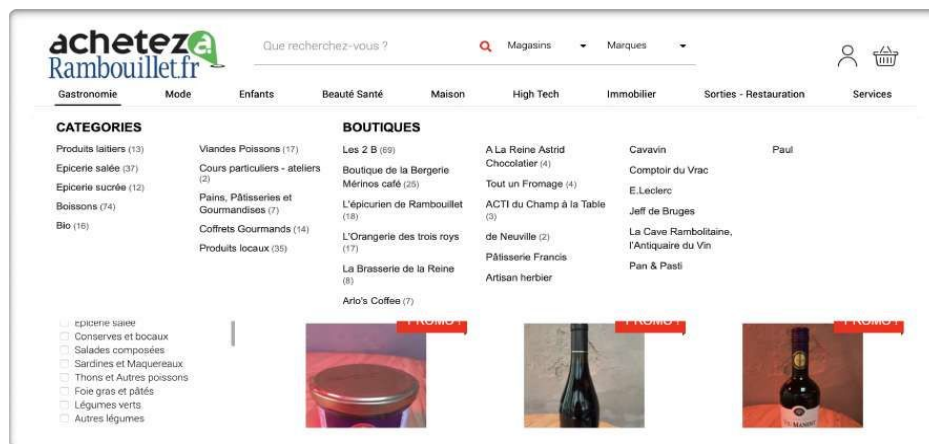 achetezà
Rambouillet.fr
Que recherchez-vous ?
Magasins
Marques
Gastronomie
Mode
Enfants
Beauté Santé
Maison
High Tech
Immobilier
Sorties - Restauration
Services
CATEGORIES
Produits laitiers (13)
Epicerie salée (37)
Epicerie sucrée (12)
Boissons (74)
Bio (16)
Viandes Poissons (17)
Cours particuliers - ateliers
(2)
Pains, Pâtisseries et
Gourmandises (7)
Coffrets Gourmands (14)
Produits locaux (35)
BOUTIQUES
Les 2 B (69)
Boutique de la Bergerie
Mérinos café (25)
L'épicurien de Rambouillet
(18)
L'Orangerie des trois roys
(17)
La Brasserie de la Reine
(8)
Arlo's Coffee (7)
A La Reine Astrid
Chocolatier (4)
Tout un Fromage (4)
ACTI du Champ à la Table
(3)
de Neuville (2)
Pâtisserie Francis
Artisan herbier
Cavavin
Comptoir du Vrac
E.Leclerc
Jeff de Bruges
La Cave Rambolitaine,
l'Antiquaire du Vin
Pan & Pasti
Paul
Epicerie salée
Conserves et bocaux
Salades composées
Sardines et Maquereaux
Thons et Autres poissons
Foie gras et pâtés
Légumes verts
Autres légumes
PROMO !
PROMO !
PROMO !